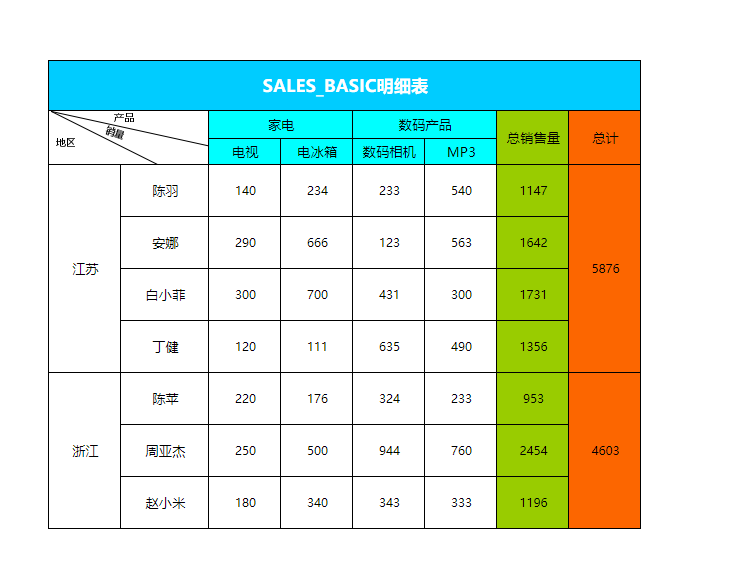 SALES_BASIC明细表
产品
销量
地区
家电 数码产品 总销售量 总计
电视 电冰箱 数码相机 MP3
江苏 陈羽 140 234 233 540 1147 5876
安娜 290 666 123 563 1642
白小菲 300 700 431 300 1731
丁健 120 111 635 490 1356
浙江 陈苹 220 176 324 233 953 4603
周亚杰 250 500 944 760 2454
赵小米 180 340 343 333 1196